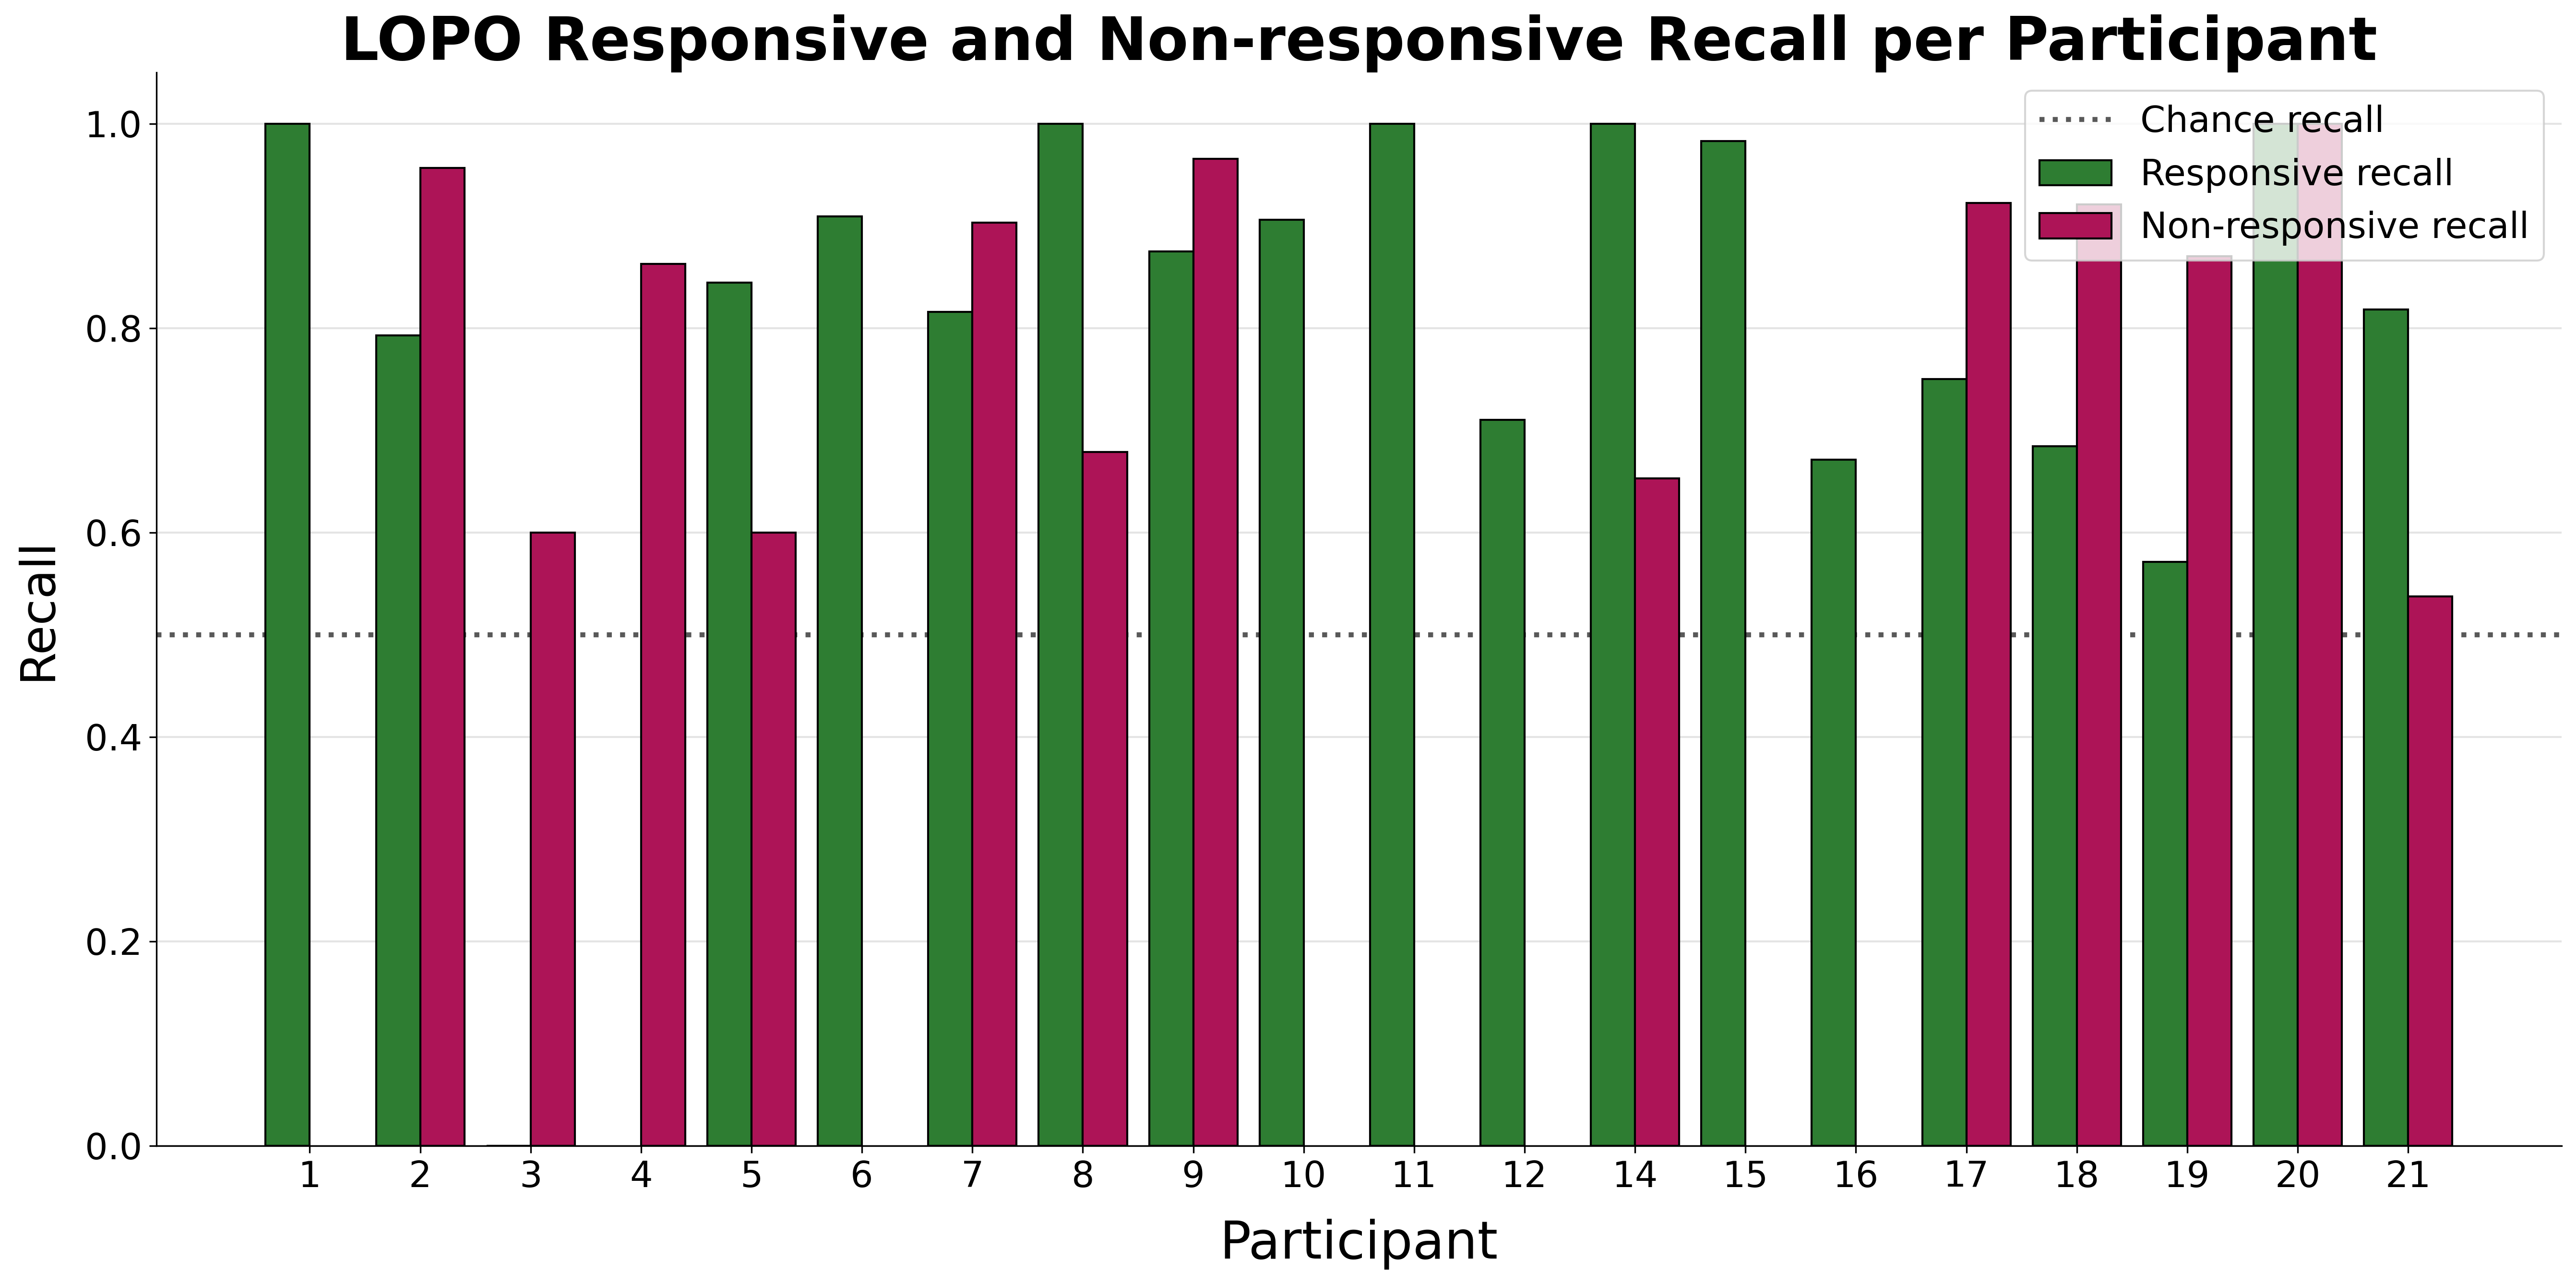 LOPO Responsive and Non-responsive Recall per Participant
Chance recall
Responsive recall
Non-responsive recall
1.0
0.8
0.6
0.4
0.2
0.0
Recall
1 2 3 4 5 6 7 8 9 10 11 12 14 15 16 17 18 19 20 21
Participant